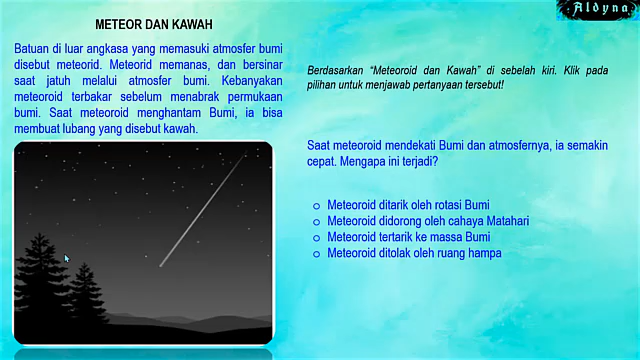 Aldyna
METEOR DAN KAWAH
Batuan di luar angkasa yang memasuki atmosfer bumi
disebut meteorid. Meteorid memanas, dan bersinar
saat jatuh melalui atmosfer bumi. Kebanyakan
meteoroid terbakar sebelum menabrak permukaan
bumi. Saat meteoroid menghantam Bumi, ia bisa
membuat lubang yang disebut kawah.
Berdasarkan “Meteoroid dan Kawah” di sebelah kiri. Klik pada
pilihan untuk menjawab pertanyaan tersebut!
Saat meteoroid mendekati Bumi dan atmosfernya, ia semakin
cepat. Mengapa ini terjadi?
o Meteoroid ditarik oleh rotasi Bumi
o Meteoroid didorong oleh cahaya Matahari
o Meteoroid tertarik ke massa Bumi
o Meteoroid ditolak oleh ruang hampa